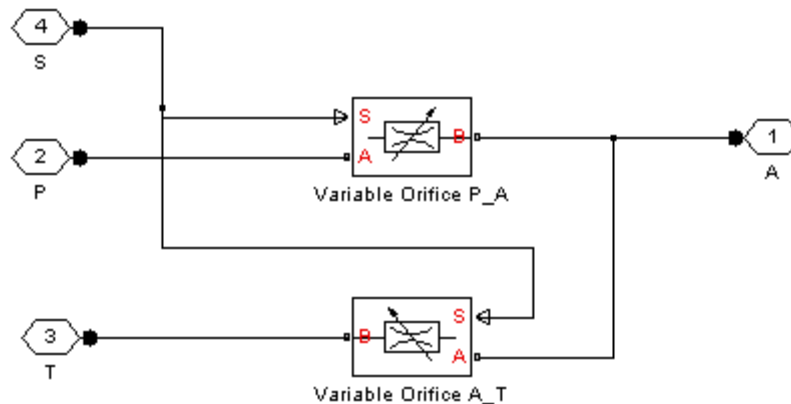 4
S
S
2
P
A
B
1
A
Variable Orifice P_A
3
T
B
S
A
Variable Orifice A_T